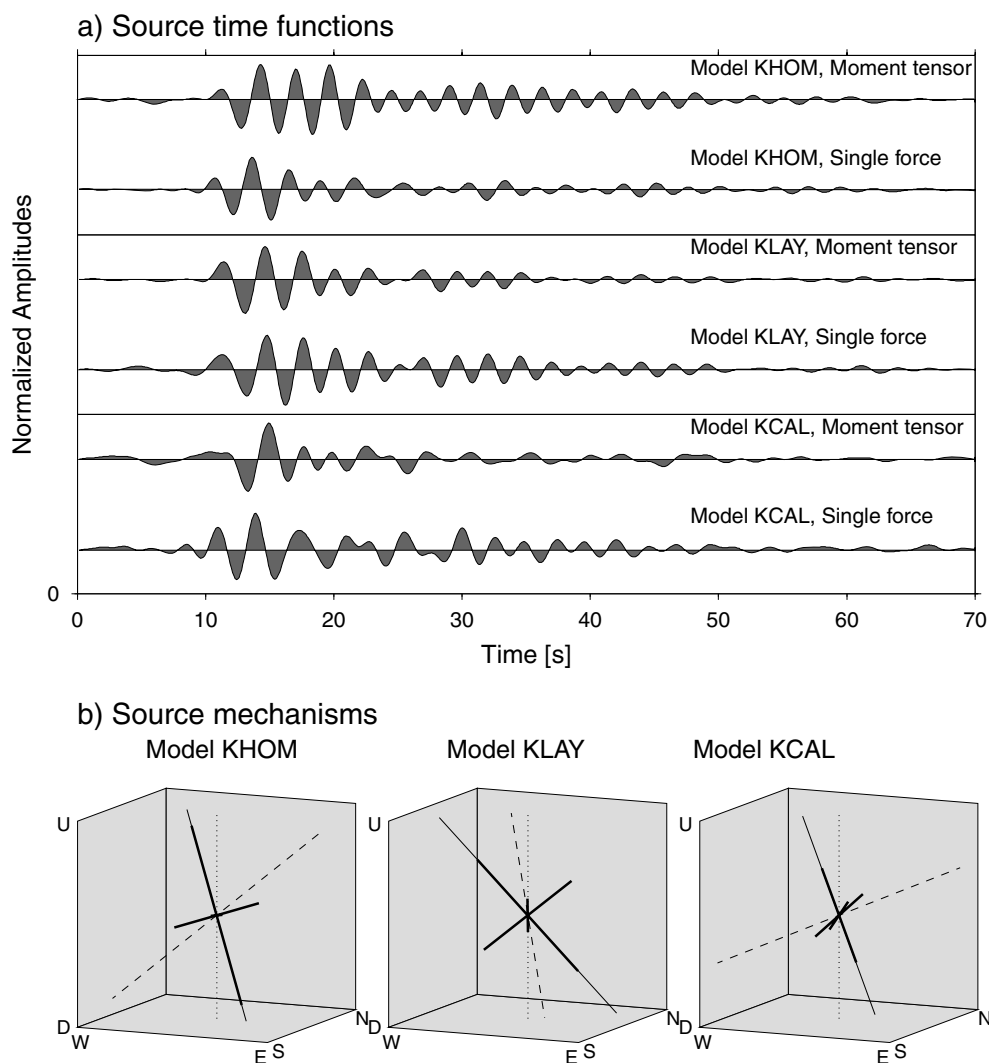 a) Source time functions
Model KHOM, Moment tensor
Model KHOM, Single force
Model KLAY, Moment tensor
Model KLAY, Single force
Model KCAL, Moment tensor
Model KCAL, Single force
Normalized Amplitudes
0
0 10 20 30 40 50 60 70
Time [s]
b) Source mechanisms
Model KHOM Model KLAY Model KCAL
U U U
D W E S N D W E S N D W E S N